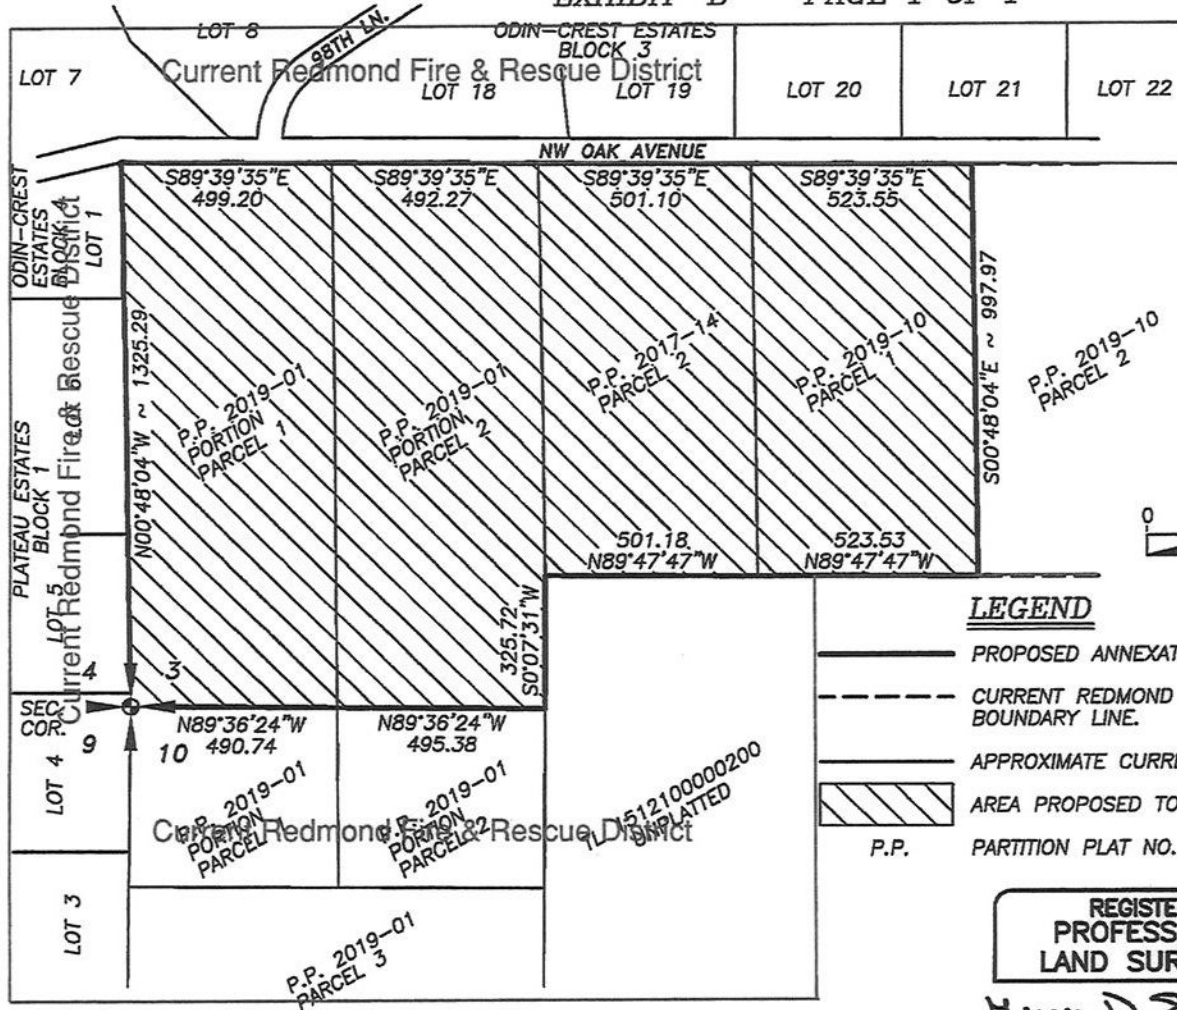 LOT 8
98TH LN.
ODIN-CREST ESTATES
BLOCK 3
LOT 7
Current Redmond Fire & Rescue District
LOT 18
LOT 19
LOT 20
LOT 21
LOT 22
NW OAK AVENUE
ODIN-CREST
ESTATES
BLOCK 4
LOT 1
Current Redmond Fire & Rescue District
S89°39'35"E
499.20
S89°39'35"E
492.27
S89°39'35"E
501.10
S89°39'35"E
523.55
N00°48'04"W ~ 1325.29
S00°48'04"E ~ 997.97
P.P. 2019-01
PORTION
PARCEL 1
P.P. 2019-01
PORTION
PARCEL 2
P.P. 2017-14
PARCEL 2
P.P. 2019-10
PARCEL 1
P.P. 2019-10
PARCEL 2
PLATEAU ESTATES
BLOCK 1
LOT 5
501.18
N89°47'47"W
523.53
N89°47'47"W
325.72
S0°07'31"W
0
4
3
SEC.
COR.
9
10
N89°36'24"W
490.74
N89°36'24"W
495.38
LOT 4
P.P. 2019-01
PORTION
PARCEL 1
P.P. 2019-01
PORTION
PARCEL 2
Current Redmond Fire & Rescue District
TL 1512100000200
UNPLATTED
LOT 3
P.P. 2019-01
PARCEL 3
LEGEND
PROPOSED ANNEXAT
CURRENT REDMOND
BOUNDARY LINE.
APPROXIMATE CURRE
AREA PROPOSED TO
P.P. PARTITION PLAT NO.
REGISTE
PROFESS
LAND SUR